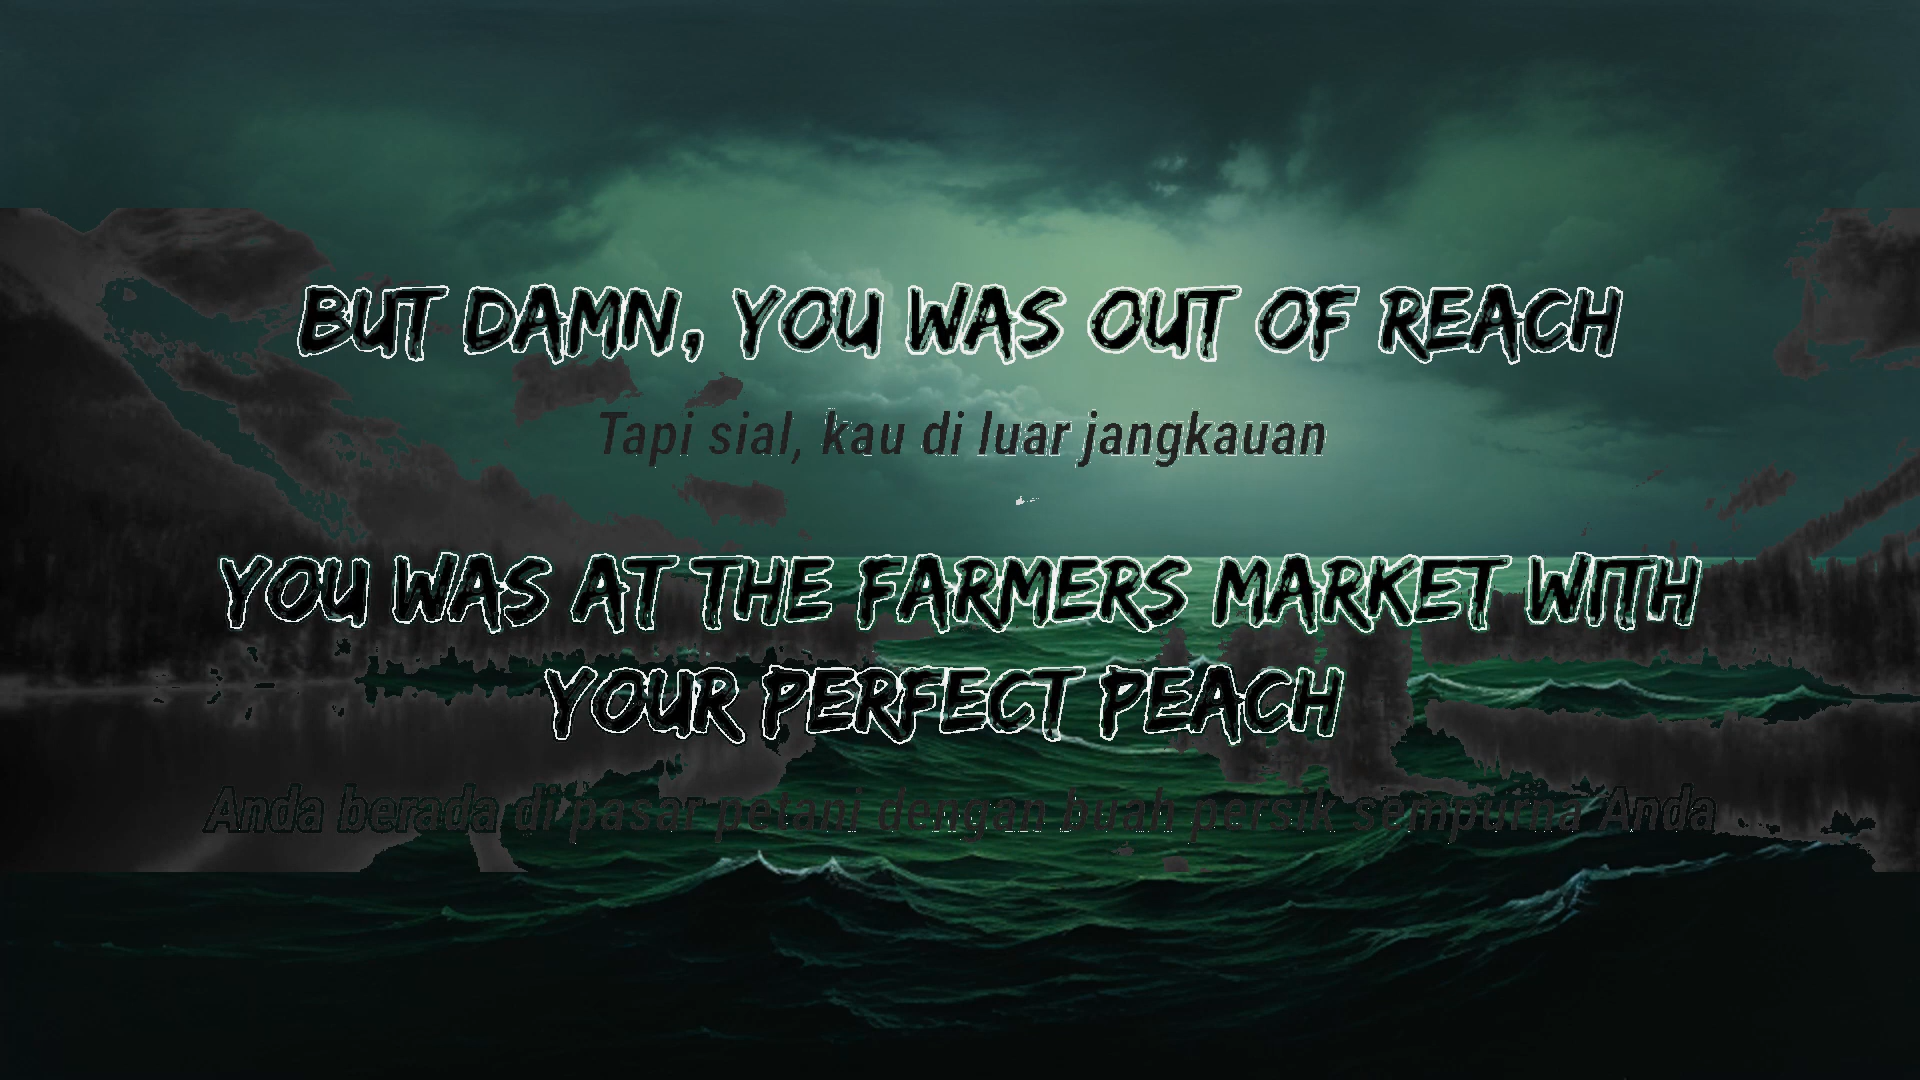 BUT DAMN, YOU WAS OUT OF REACH
Tapi sial, kau di luar jangkauan
YOU WAS AT THE FARMERS MARKET WITH
YOUR PERFECT PEACH
Anda berada di pasar petani dengan buah persik sempurna Anda